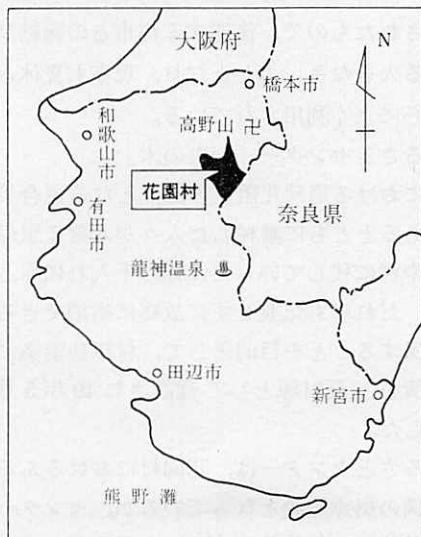 大阪府
橋本市
高野山 卍
和歌山市
花園村
有田市
奈良県
龍神温泉
田辺市
新宮市
熊野灘
N